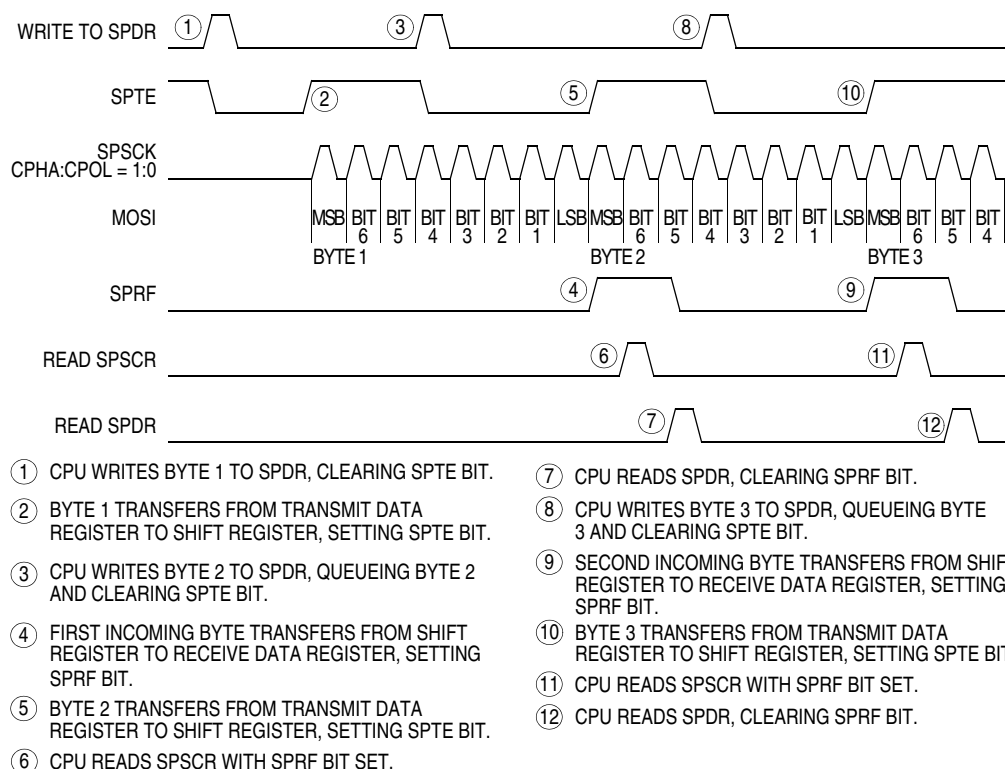 WRITE TO SPDR
1
3
8
SPTE
2
5
10
SPSCK
CPHA:CPOL = 1:0
MOSI
MSB BIT BIT BIT BIT BIT BIT LSB MSB BIT BIT BIT BIT BIT BIT LSB MSB BIT BIT BIT
6 5 4 3 2 1 6 5 4 3 2 1 6 5 4
BYTE 1 BYTE 2 BYTE 3
SPRF
4
9
READ SPSCR
6
11
READ SPDR
7
12
1 CPU WRITES BYTE 1 TO SPDR, CLEARING SPTE BIT.
2 BYTE 1 TRANSFERS FROM TRANSMIT DATA
REGISTER TO SHIFT REGISTER, SETTING SPTE BIT.
3 CPU WRITES BYTE 2 TO SPDR, QUEUEING BYTE 2
AND CLEARING SPTE BIT.
4 FIRST INCOMING BYTE TRANSFERS FROM SHIFT
REGISTER TO RECEIVE DATA REGISTER, SETTING
SPRF BIT.
5 BYTE 2 TRANSFERS FROM TRANSMIT DATA
REGISTER TO SHIFT REGISTER, SETTING SPTE BIT.
6 CPU READS SPSCR WITH SPRF BIT SET.
7 CPU READS SPDR, CLEARING SPRF BIT.
8 CPU WRITES BYTE 3 TO SPDR, QUEUEING BYTE
3 AND CLEARING SPTE BIT.
9 SECOND INCOMING BYTE TRANSFERS FROM SHIF
REGISTER TO RECEIVE DATA REGISTER, SETTING
SPRF BIT.
10 BYTE 3 TRANSFERS FROM TRANSMIT DATA
REGISTER TO SHIFT REGISTER, SETTING SPTE BIT
11 CPU READS SPSCR WITH SPRF BIT SET.
12 CPU READS SPDR, CLEARING SPRF BIT.